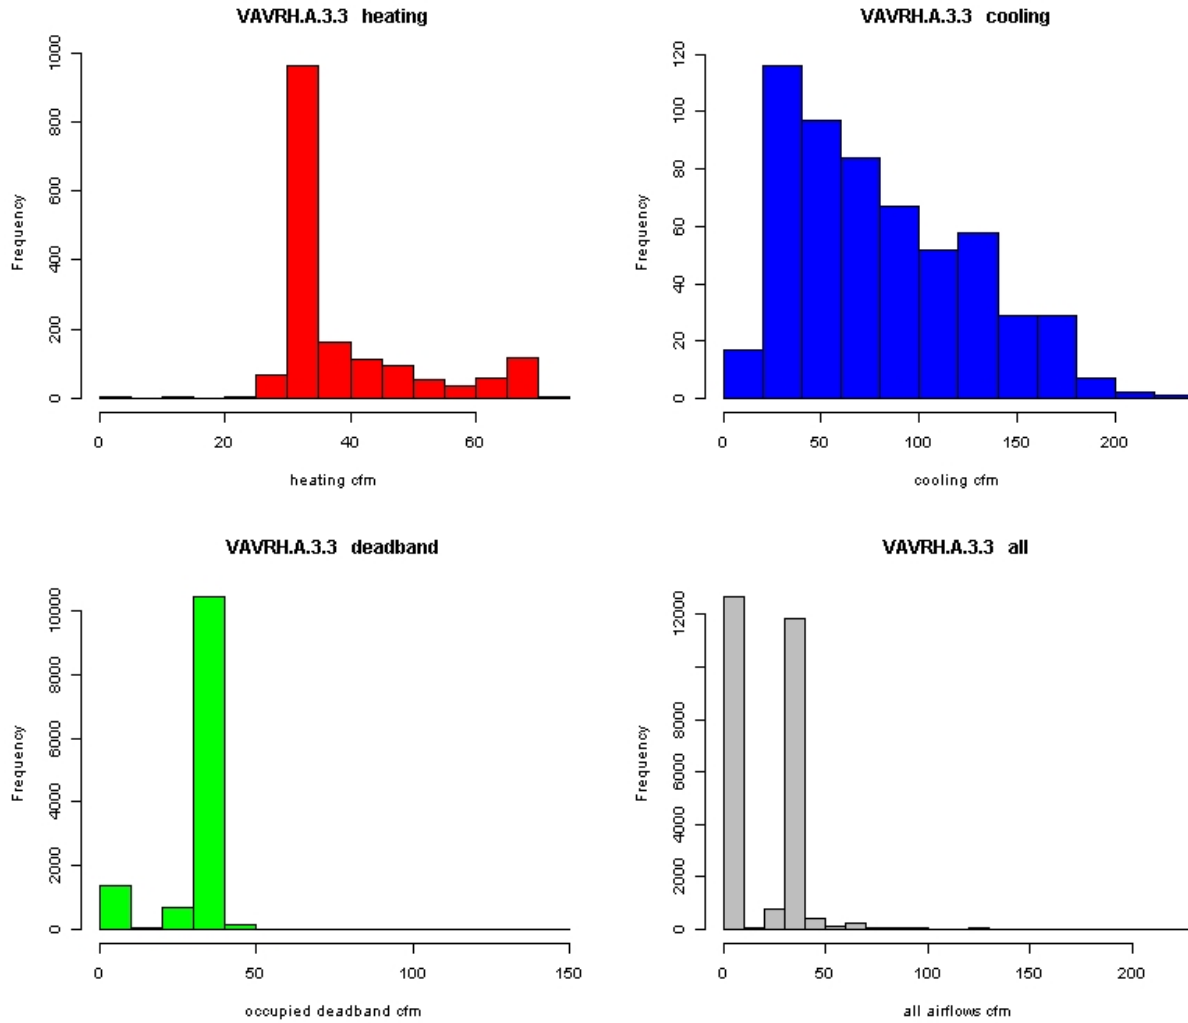 VAVRH.A.3.3 heating
Frequency
0
200
400
600
800
1000
0 20 40 60
heating cfm
VAVRH.A.3.3 cooling
Frequency
0
20
40
60
80
100
120
0 50 100 150 200
cooling cfm
VAVRH.A.3.3 deadband
Frequency
0
2000
4000
6000
8000
10000
0 50 100 150
occupied deadband cfm
VAVRH.A.3.3 all
Frequency
0
2000
4000
6000
8000
12000
0 50 100 150 200
all airflows cfm